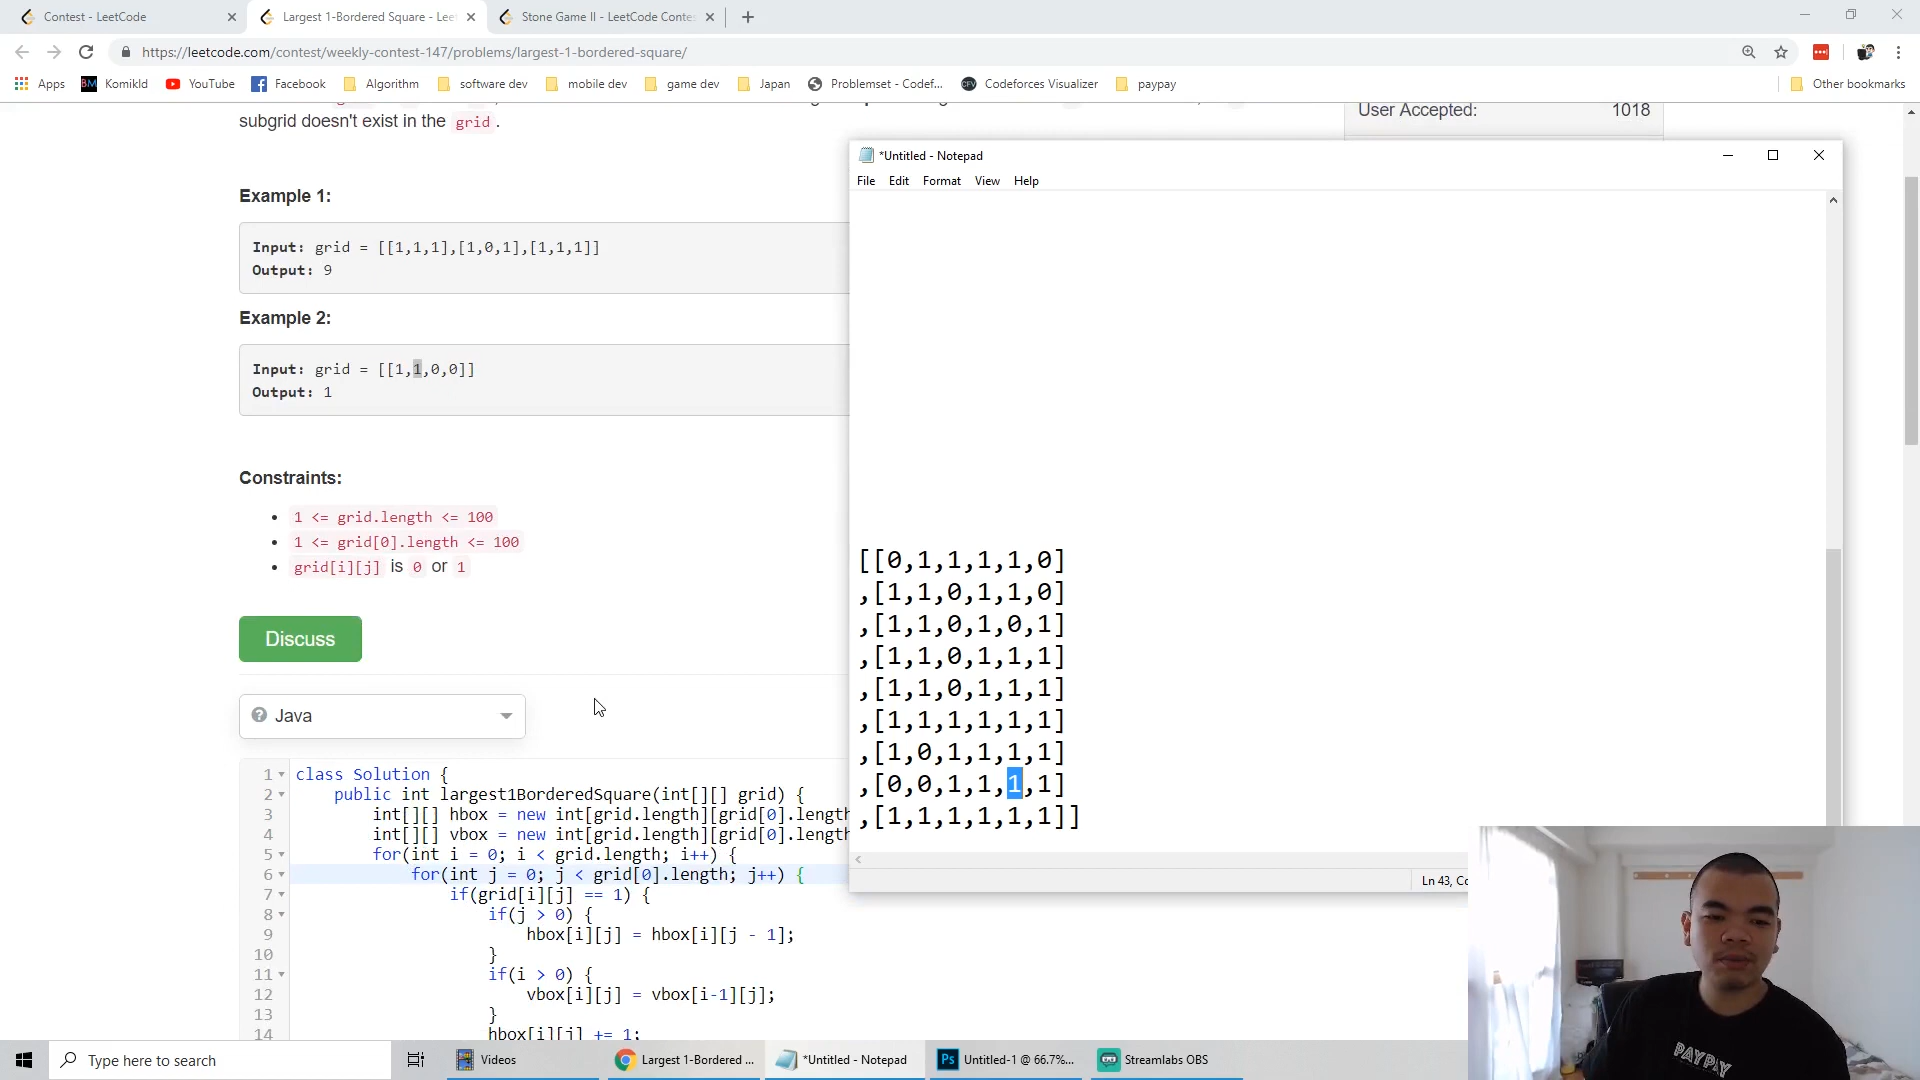 Contest - LeetCode
Largest 1-Bordered Square - Leet
Stone Game II - LeetCode Contes
https://leetcode.com/contest/weekly-contest-147/problems/largest-1-bordered-square/
Apps
BM Komikld
YouTube
Facebook
Algorithm
software dev
mobile dev
game dev
Japan
Problemset - Codef...
Codeforces Visualizer
paypay
Other bookmarks
subgrid doesn't exist in the grid.
User Accepted: 1018
Example 1:
Input: grid = [[1,1,1],[1,0,1],[1,1,1]]
Output: 9
Example 2:
Input: grid = [[1,1,0,0]]
Output: 1
Constraints:
1 <= grid.length <= 100
1 <= grid[0].length <= 100
grid[i][j] is 0 or 1
Discuss
Java
1 class Solution {
2 public int largest1BorderedSquare(int[][] grid) {
3 int[][] hbox = new int[grid.length][grid[0].length
4 int[][] vbox = new int[grid.length][grid[0].length
5 for(int i = 0; i < grid.length; i++) {
6 for(int j = 0; j < grid[0].length; j++) {
7 if(grid[i][j] == 1) {
8 if(j > 0) {
9 hbox[i][j] = hbox[i][j - 1];
10 }
11 if(i > 0) {
12 vbox[i][j] = vbox[i-1][j];
13 }
14 hbox[i][j] += 1;
*Untitled - Notepad
File Edit Format View Help
[[0,1,1,1,1,0]
,[1,1,0,1,1,0]
,[1,1,0,1,0,1]
,[1,1,0,1,1,1]
,[1,1,0,1,1,1]
,[1,1,1,1,1,1]
,[1,0,1,1,1,1]
,[0,0,1,1,1,1]
,[1,1,1,1,1,1]]
Ln 43, Co
PAYPAY
Type here to search
Videos
Largest 1-Bordered ...
*Untitled - Notepad
Ps Untitled-1 @ 66.7%...
Streamlabs OBS